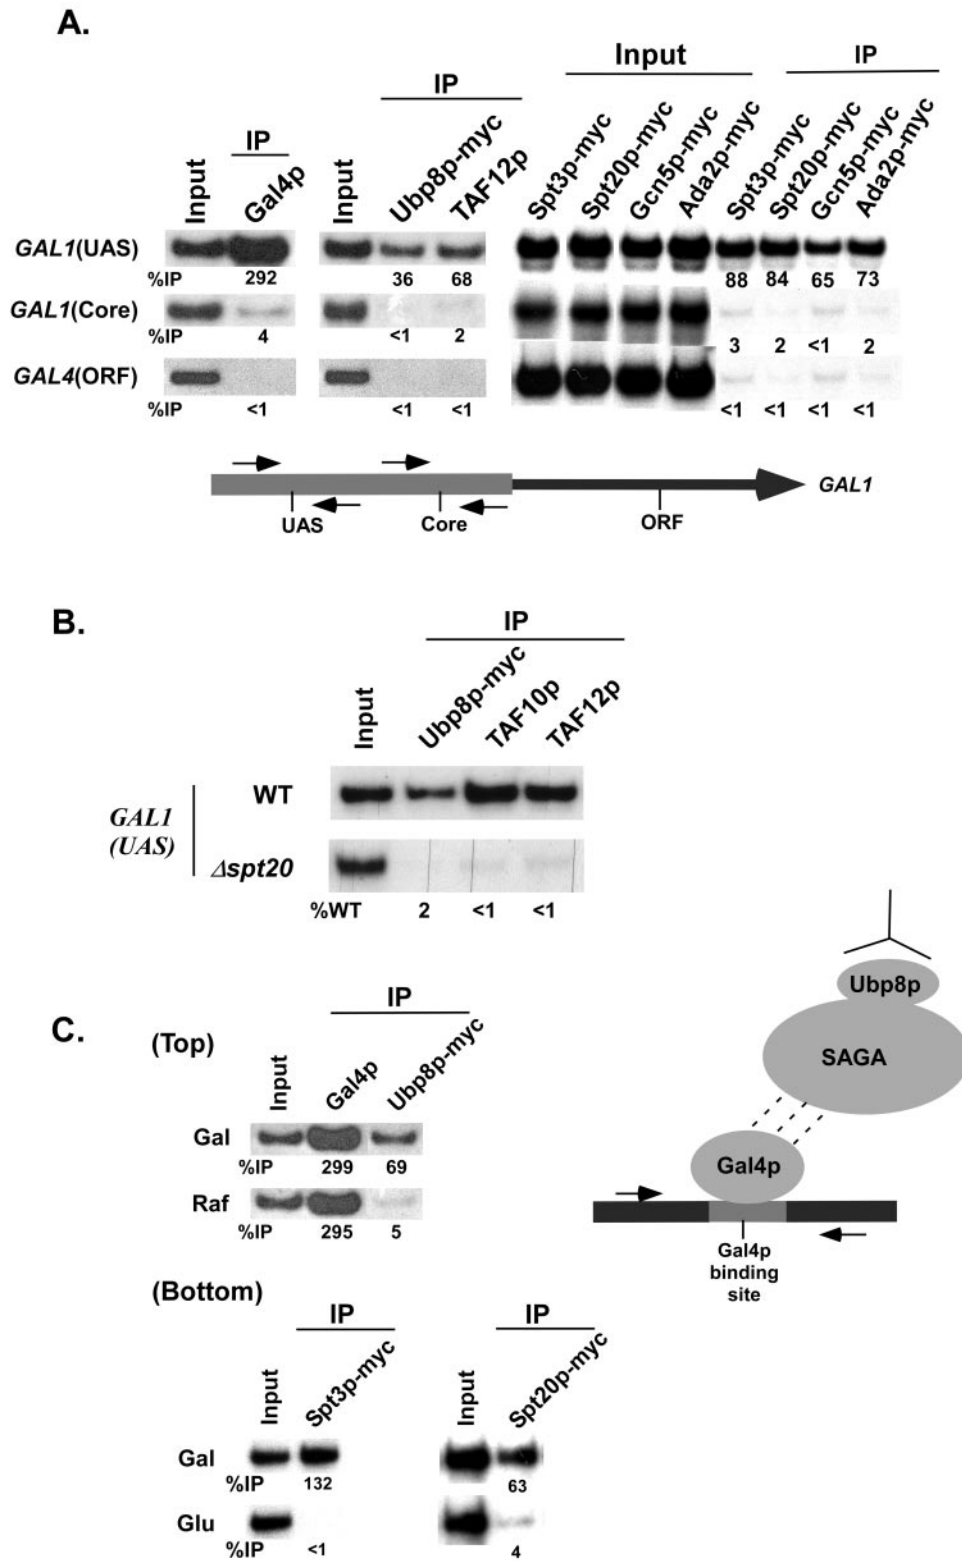 A.
Input
IP
IP
IP
IP
Input
Gal4p
Input
Ubp8p-myc
TAF12p
Spt3p-myc
Spt20p-myc
Gcn5p-myc
Ada2p-myc
Spt3p-myc
Spt20p-myc
Gcn5p-myc
Ada2p-myc
GAL1(UAS)
%IP 292 36 68 88 84 65 73
GAL1(Core)
%IP 4 <1 2 3 2 <1 2
GAL4(ORF)
%IP <1 <1 <1 <1 <1 <1 <1
UAS Core ORF GAL1
B.
IP
Input
Ubp8p-myc
TAF10p
TAF12p
GAL1
(UAS)
WT
Δspt20
%WT 2 <1 <1
C.
(Top)
IP
Input
Gal4p
Ubp8p-myc
Gal
%IP 299 69
Raf
%IP 295 5
Ubp8p
SAGA
Gal4p
Gal4p
binding
site
(Bottom)
IP
IP
Input
Spt3p-myc
Input
Spt20p-myc
Gal
%IP 132 63
Glu
%IP <1 4